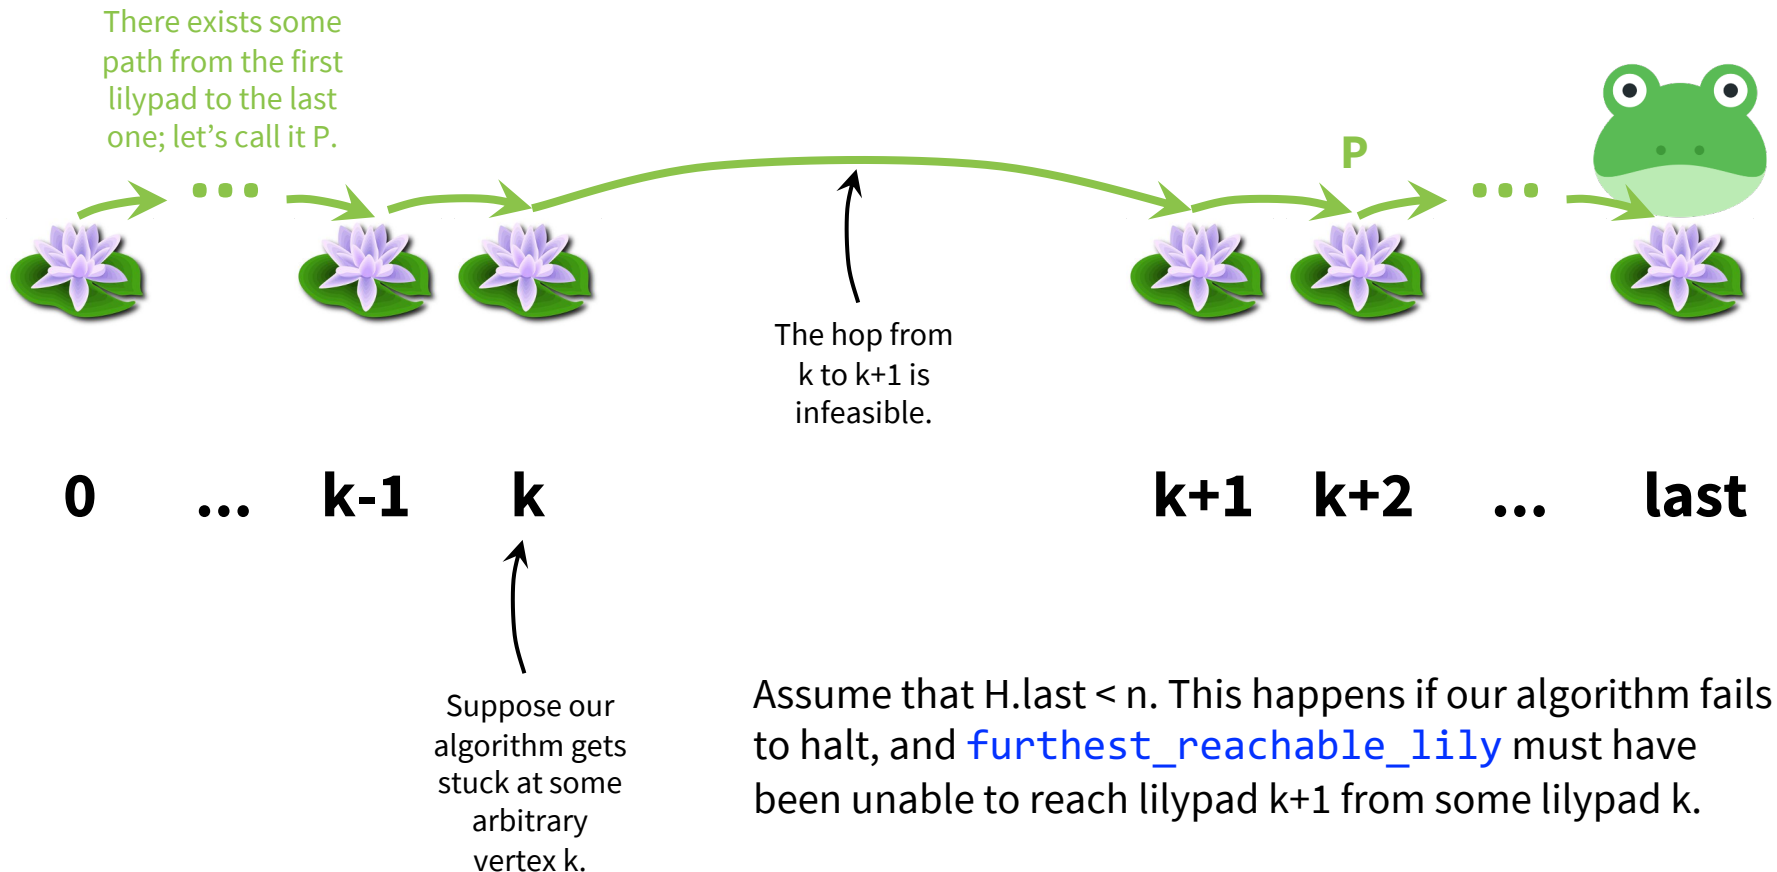 There exists some
path from the first
lilypad to the last
one; let’s call it P.
P
The hop from
k to k+1 is
infeasible.
0 ... k-1 k k+1 k+2 ... last
Suppose our
algorithm gets
stuck at some
arbitrary
vertex k.
Assume that H.last < n. This happens if our algorithm fails
to halt, and furthest_reachable_lily must have
been unable to reach lilypad k+1 from some lilypad k.